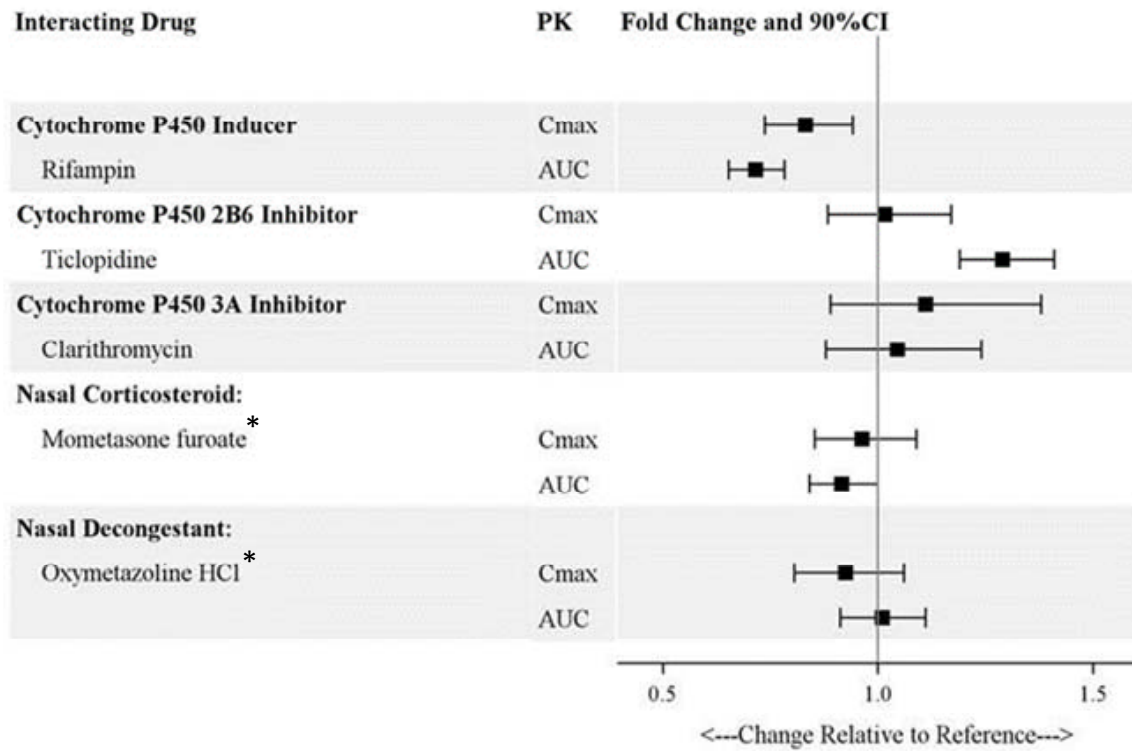 Interacting Drug PK Fold Change and 90%CI
Cytochrome P450 Inducer Cmax
Rifampin AUC
Cytochrome P450 2B6 Inhibitor Cmax
Ticlopidine AUC
Cytochrome P450 3A Inhibitor Cmax
Clarithromycin AUC
Nasal Corticosteroid:
Mometasone furoate* Cmax
AUC
Nasal Decongestant:
Oxymetazoline HCl* Cmax
AUC
0.5 1.0 1.5
<---Change Relative to Reference--->